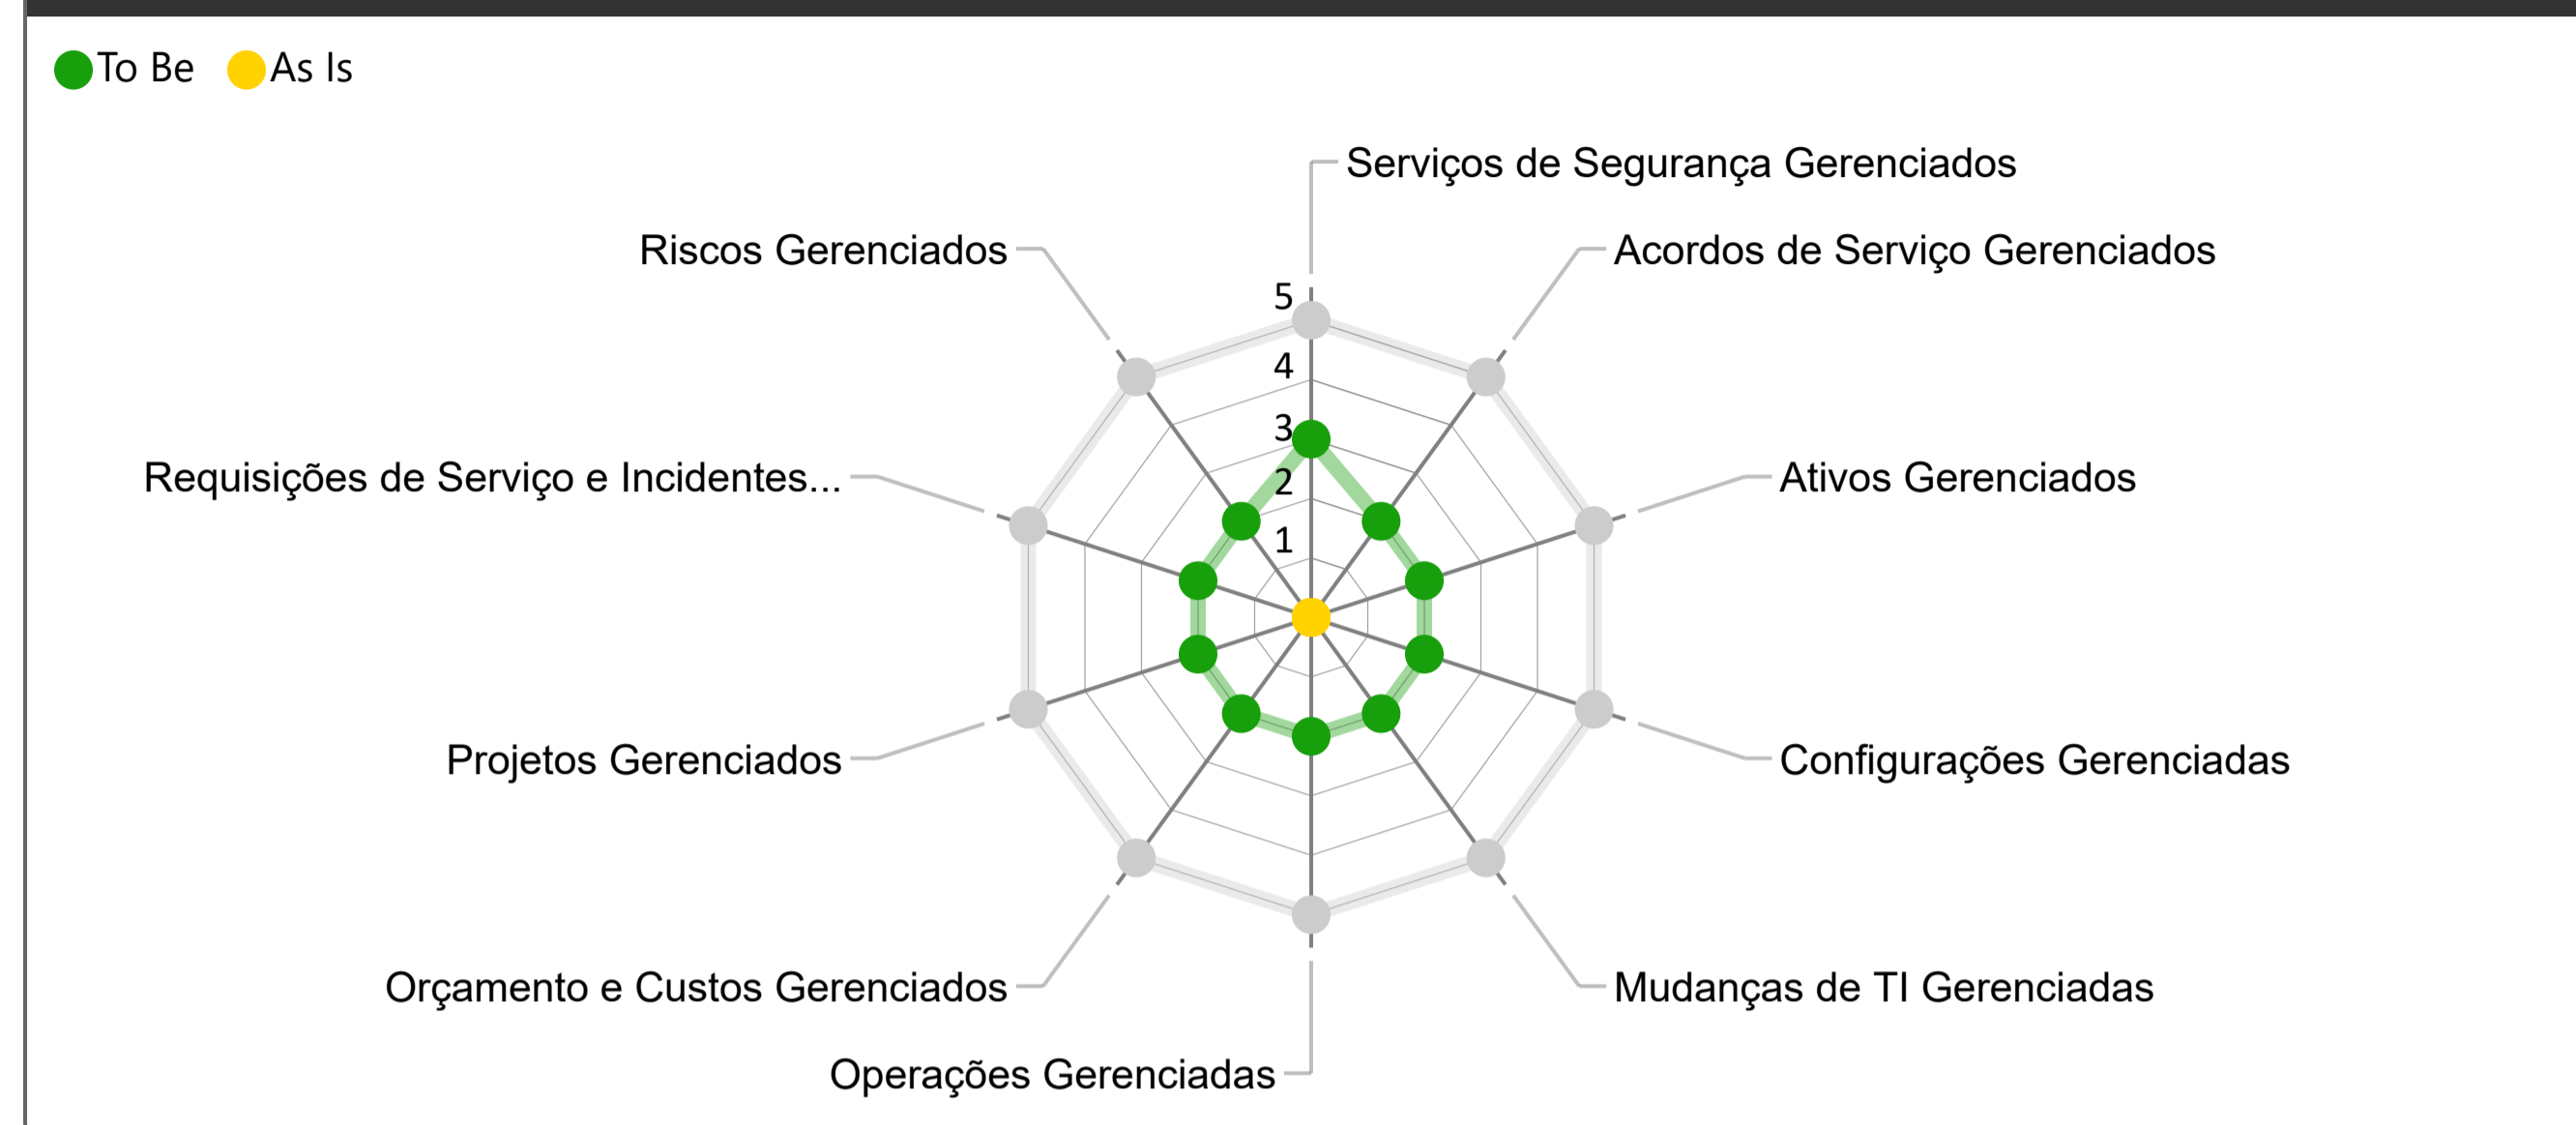 To Be As Is
Serviços de Segurança Gerenciados
Riscos Gerenciados
Acordos de Serviço Gerenciados
5
4
3
2
1
Requisições de Serviço e Incidentes...
Ativos Gerenciados
Projetos Gerenciados
Configurações Gerenciadas
Orçamento e Custos Gerenciados
Mudanças de TI Gerenciadas
Operações Gerenciadas